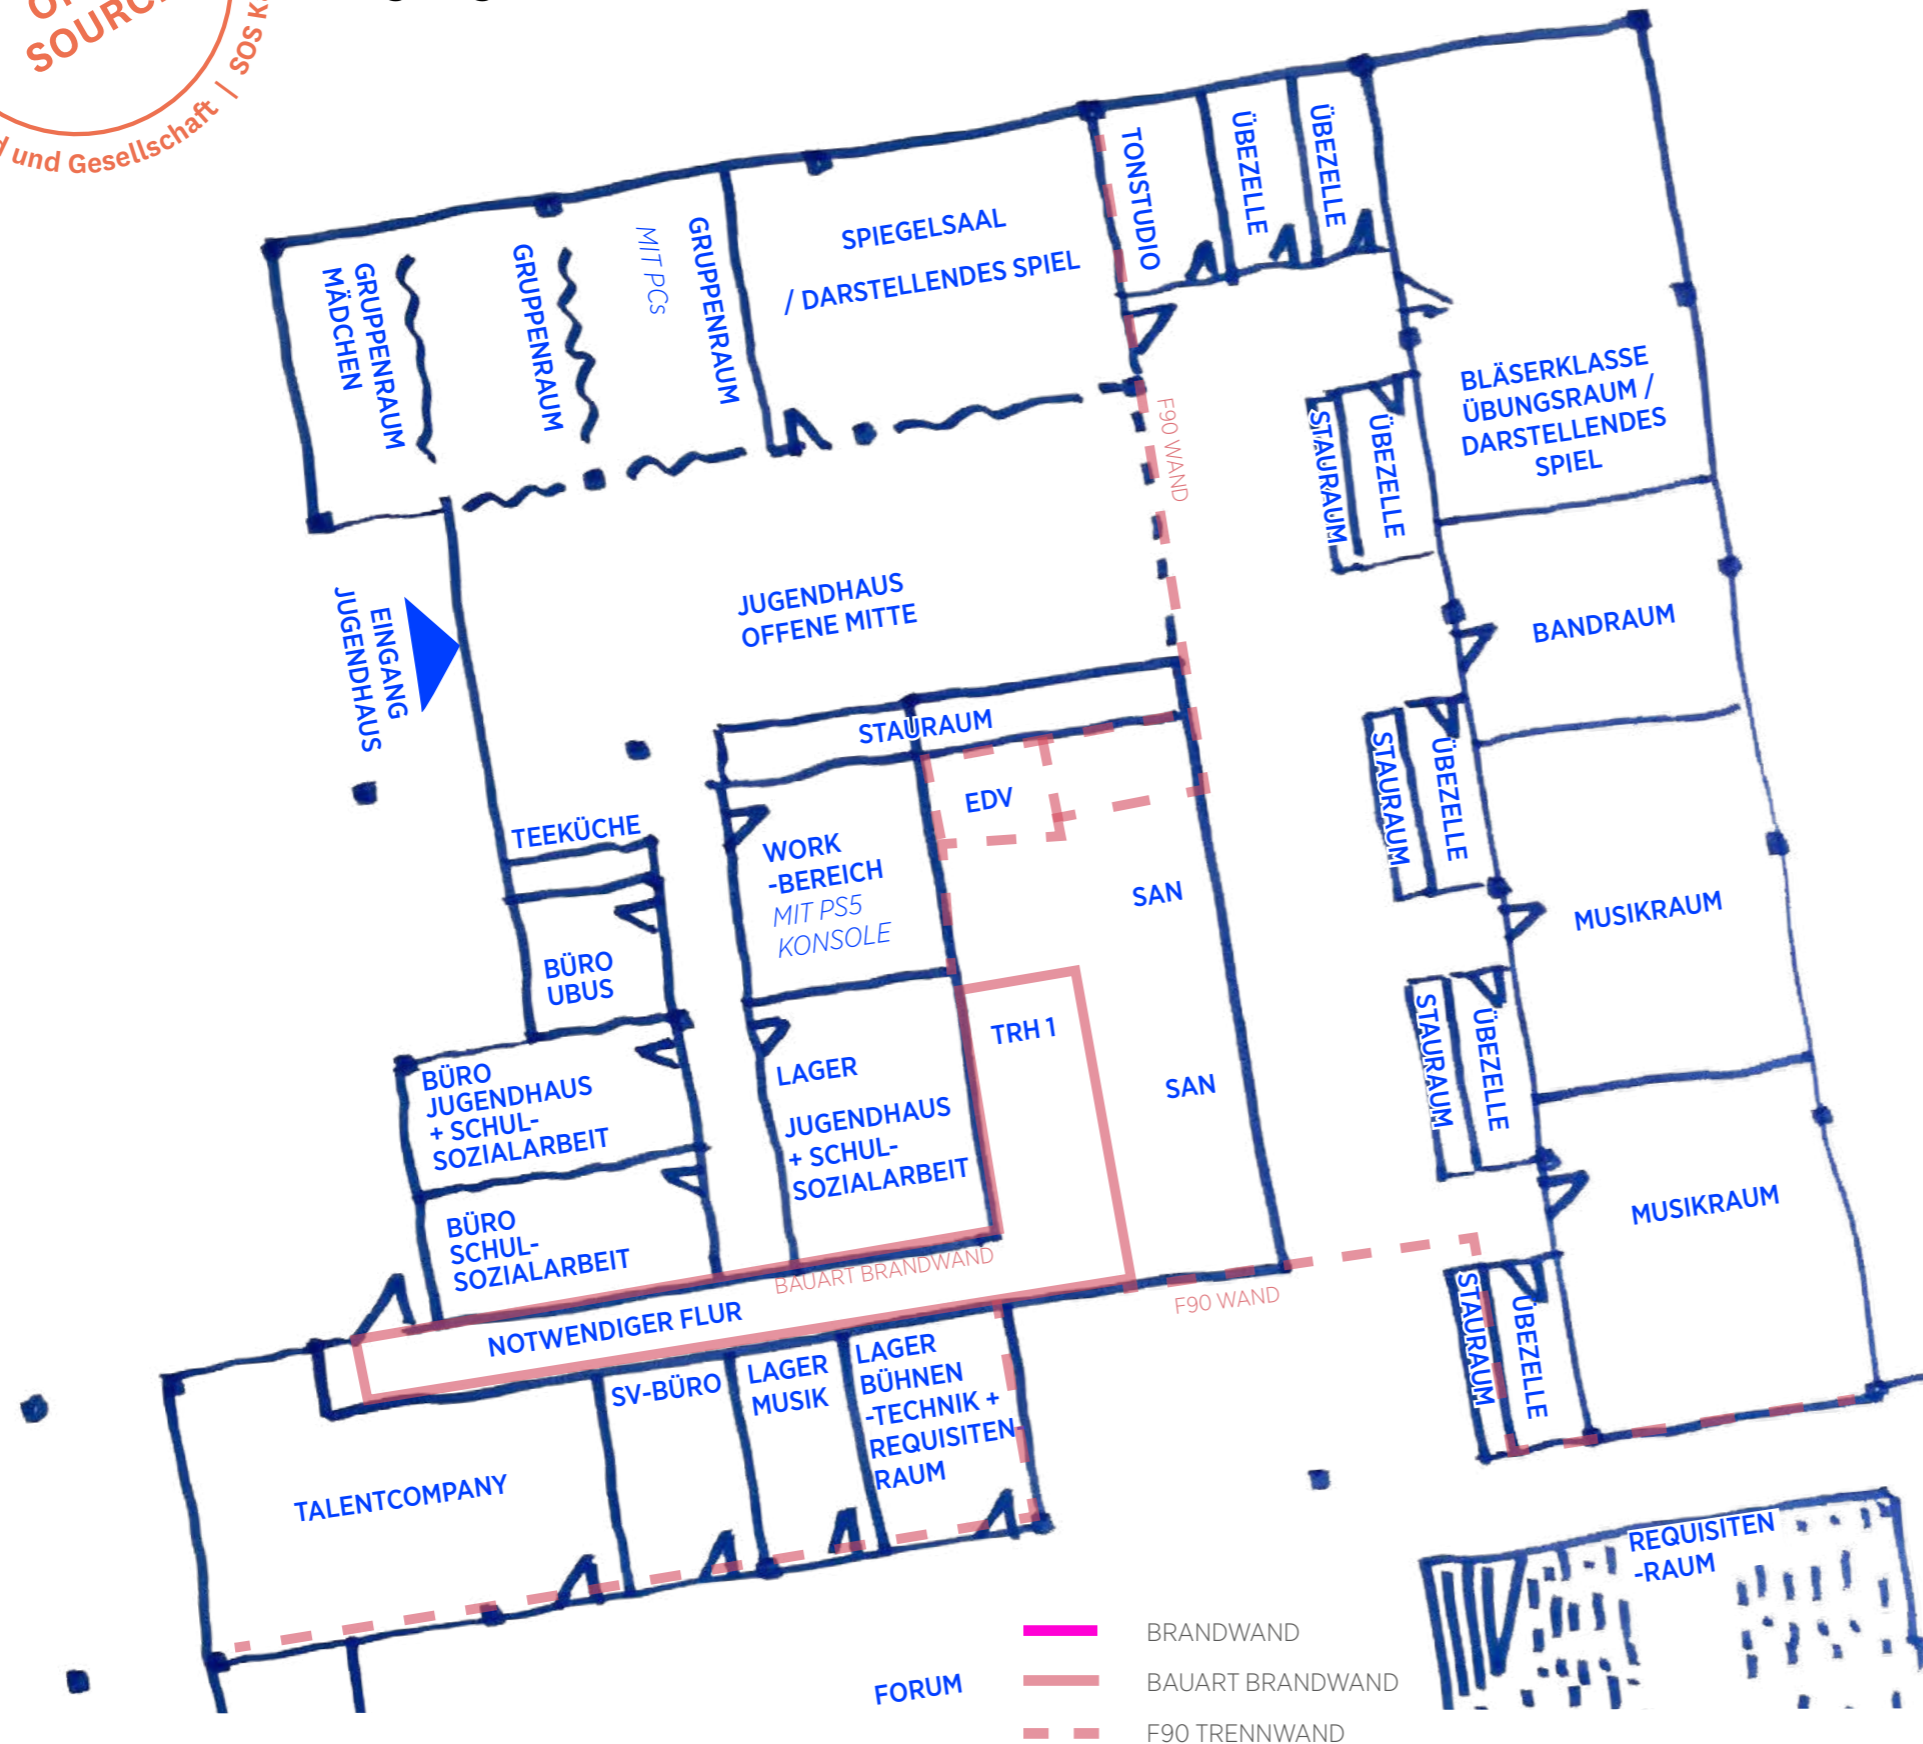 SOURC
d und Gesellschaft | SOS K
TONSTUDIO
ÜBEZELLE
ÜBEZELLE
GRUPPENRAUM
MÄDCHEN
GRUPPENRAUM
GRUPPENRAUM
MIT PCs
SPIEGELSAAL
/ DARSTELLENDES SPIEL
F90 WAND
STAURAUM
ÜBEZELLE
BLÄSERKLASSE
ÜBUNGSRAUM /
DARSTELLENDES
SPIEL
EINGANG
JUGENDHAUS
JUGENDHAUS
OFFENE MITTE
BANDRAUM
STAURAUM
STAURAUM
ÜBEZELLE
TEEKÜCHE
EDV
WORK
-BEREICH
MIT PS5
KONSOLE
SAN
MUSIKRAUM
BÜRO
UBUS
TRH 1
STAURAUM
ÜBEZELLE
BÜRO
JUGENDHAUS
+ SCHUL-
SOZIALARBEIT
LAGER
JUGENDHAUS
+ SCHUL-
SOZIALARBEIT
SAN
MUSIKRAUM
BÜRO
SCHUL-
SOZIALARBEIT
BAUART BRANDWAND
F90 WAND
STAURAUM
ÜBEZELLE
NOTWENDIGER FLUR
SV-BÜRO
LAGER
MUSIK
LAGER
BÜHNEN
-TECHNIK +
REQUISITEN
RAUM
TALENTCOMPANY
REQUISITEN
-RAUM
FORUM
BRANDWAND
BAUART BRANDWAND
F90 TRENNWAND